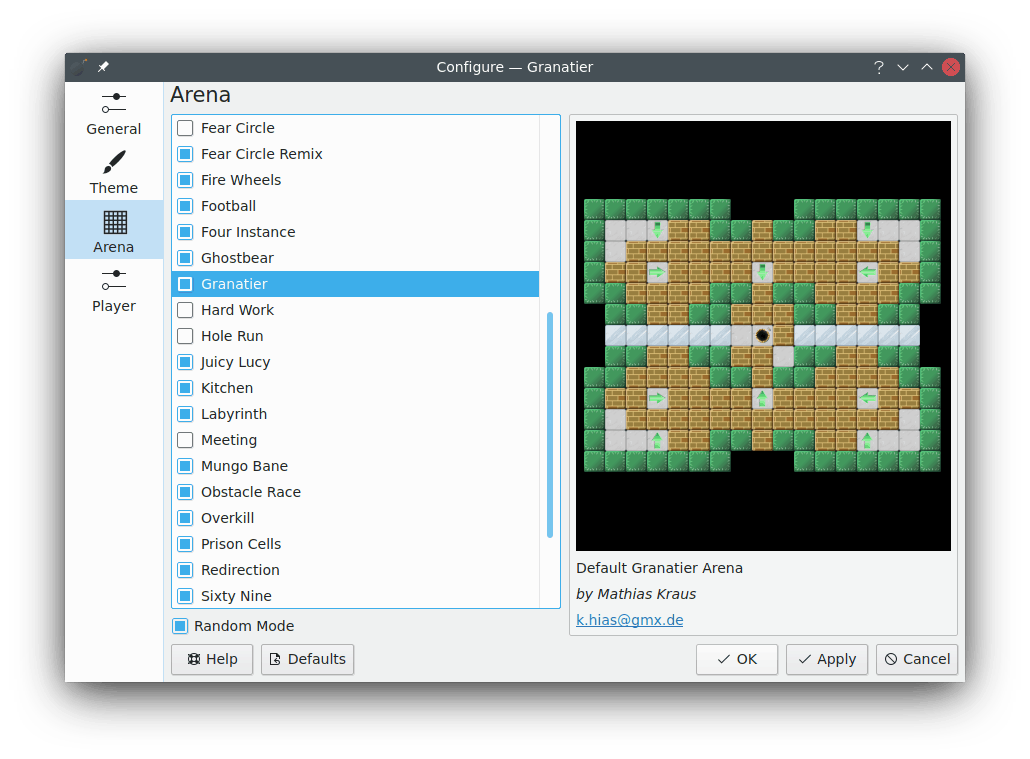 Configure — Granatier
General
Theme
Arena
Player
Arena
Fear Circle
Fear Circle Remix
Fire Wheels
Football
Four Instance
Ghostbear
Granatier
Hard Work
Hole Run
Juicy Lucy
Kitchen
Labyrinth
Meeting
Mungo Bane
Obstacle Race
Overkill
Prison Cells
Redirection
Sixty Nine
Random Mode
Default Granatier Arena
by Mathias Kraus
k.hias@gmx.de
Help
Defaults
OK
Apply
Cancel